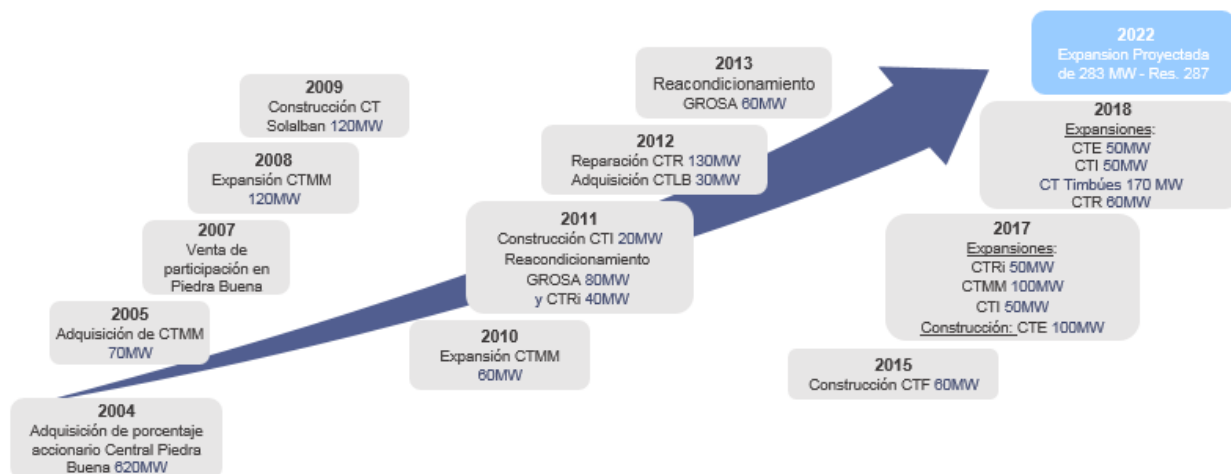 2004
Adquisición de porcentaje
accionario Central Piedra
Buena 620MW
2005
Adquisición de CTMM
70MW
2007
Venta de
participación en
Piedra Buena
2008
Expansión CTMM
120MW
2009
Construcción CT
Solalban 120MW
2010
Expansión CTMM
60MW
2011
Construcción CTI 20MW
Reacondicionamiento
GROSA 80MW
y CTRi 40MW
2012
Reparación CTR 130MW
Adquisición CTLB 30MW
2013
Reacondicionamiento
GROSA 60MW
2015
Construcción CTF 60MW
2017
Expansiones:
CTRi 50MW
CTMM 100MW
CTI 50MW
Construcción: CTE 100MW
2018
Expansiones:
CTE 50MW
CTI 50MW
CT Timbúes 170 MW
CTR 60MW
2022
Expansion Proyectada
de 283 MW - Res. 287